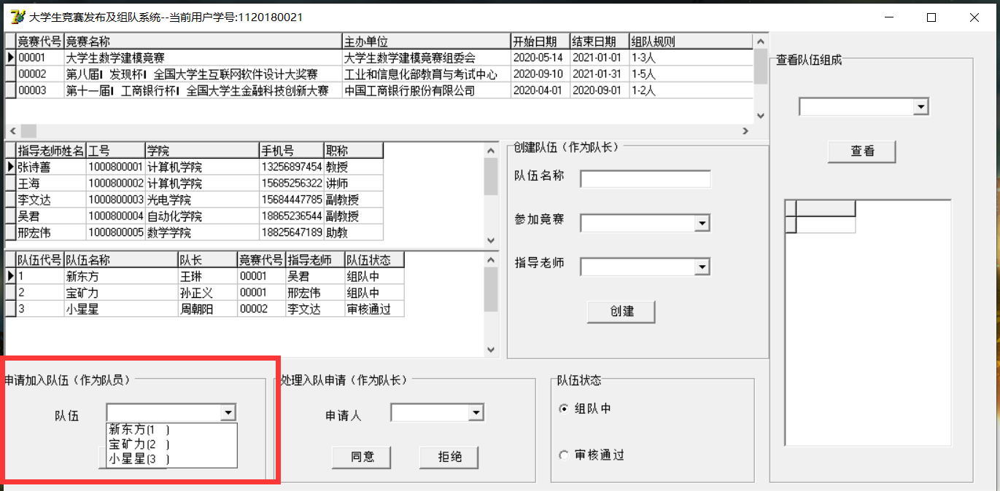 大学生竞赛发布及组队系统--当前用户学号:1120180021
竞赛代号 竞赛名称 主办单位 开始日期 结束日期 组队规则
00001 大学生数学建模竞赛 大学生数学建模竞赛组委会 2020-05-14 2021-01-01 1-3人
00002 第八届 发现杯 全国大学生互联网软件设计大奖赛 工业和信息化部教育与考试中心 2020-09-10 2021-01-31 1-5人
00003 第十一届 工商银行杯 全国大学生金融科技创新大赛 中国工商银行股份有限公司 2020-04-01 2020-09-01 1-2人
指导老师姓名 工号 学院 手机号 职称
张诗善 1000800001 计算机学院 13256897454 教授
王海 1000800002 计算机学院 15685256322 讲师
李文达 1000800003 光电学院 15684447785 副教授
吴君 1000800004 自动化学院 18865236544 副教授
邢宏伟 1000800005 数学学院 18825647189 助教
队伍代号 队伍名称 队长 竞赛代号 指导老师 队伍状态
1 新东方 王琳 00001 吴君 组队中
2 宝矿力 孙正义 00001 邢宏伟 组队中
3 小星星 周朝阳 00002 李文达 审核通过
创建队伍（作为队长）
队伍名称
参加竞赛
指导老师
创建
查看队伍组成
查看
申请加入队伍（作为队员）
队伍
新东方(1 )
宝矿力(2 )
小星星(3 )
处理入队申请（作为队长）
申请人
同意 拒绝
队伍状态
组队中
审核通过